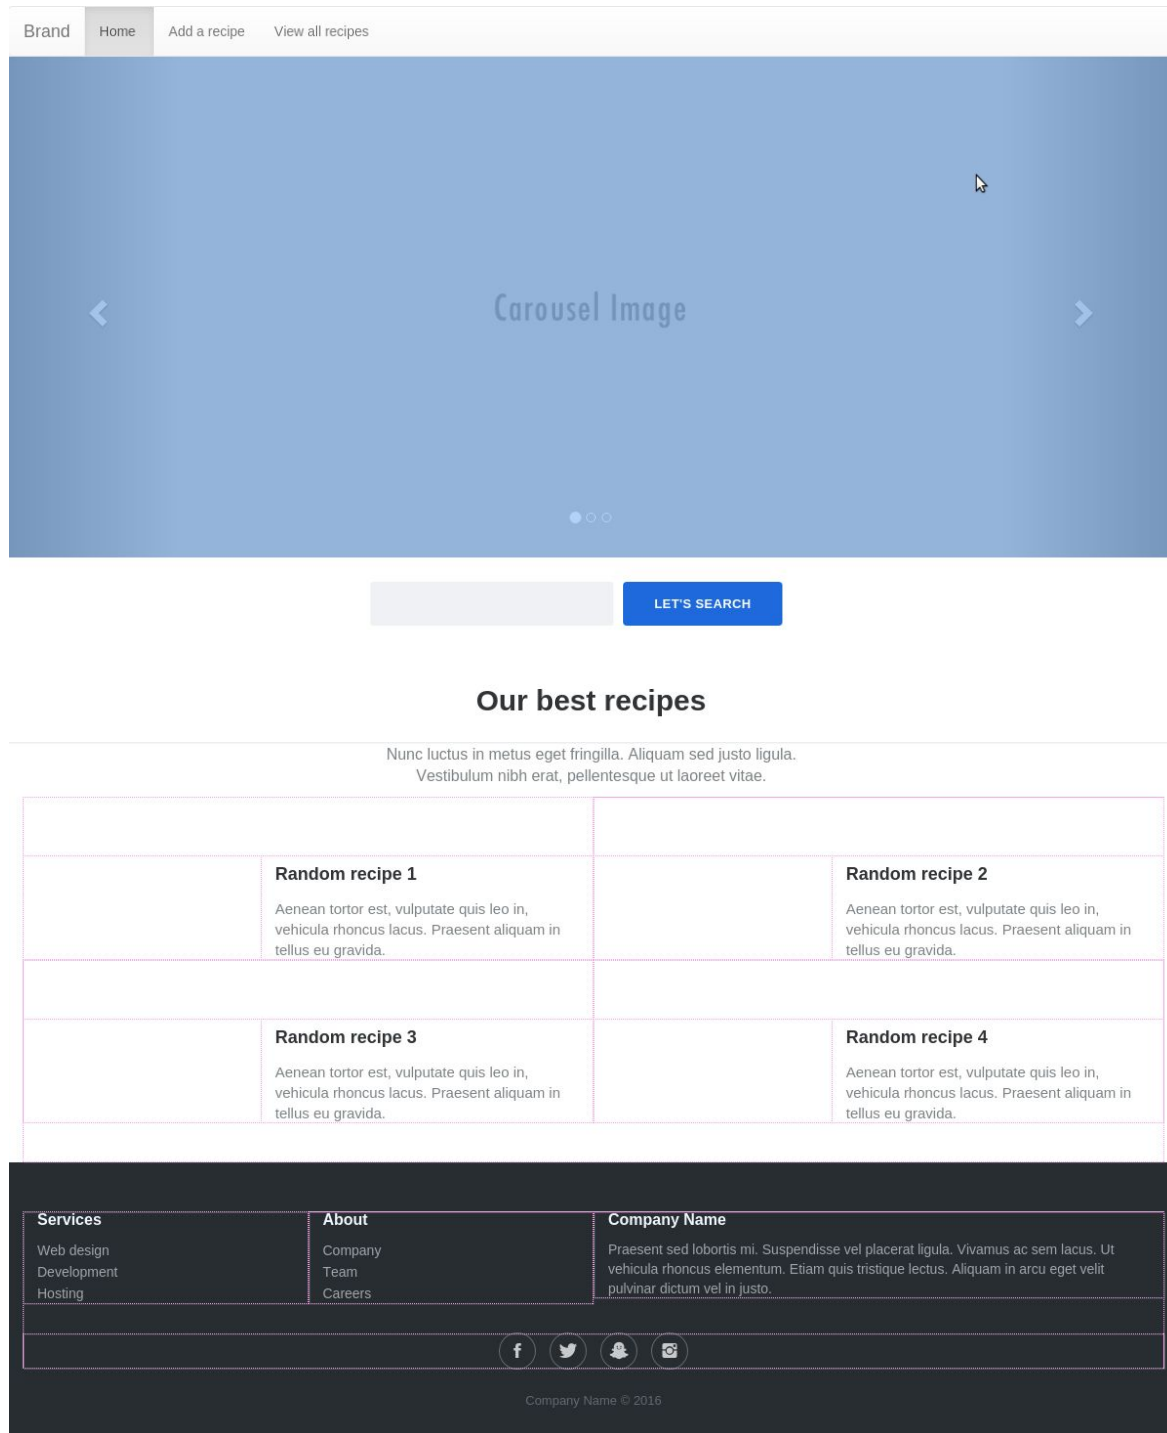 Brand Home Add a recipe View all recipes
Carousel Image
LET'S SEARCH
Our best recipes
Nunc luctus in metus eget fringilla. Aliquam sed justo ligula.
Vestibulum nibh erat, pellentesque ut laoreet vitae.
Random recipe 1
Aenean tortor est, vulputate quis leo in,
vehicula rhoncus lacus. Praesent aliquam in
tellus eu gravida.
Random recipe 2
Aenean tortor est, vulputate quis leo in,
vehicula rhoncus lacus. Praesent aliquam in
tellus eu gravida.
Random recipe 3
Aenean tortor est, vulputate quis leo in,
vehicula rhoncus lacus. Praesent aliquam in
tellus eu gravida.
Random recipe 4
Aenean tortor est, vulputate quis leo in,
vehicula rhoncus lacus. Praesent aliquam in
tellus eu gravida.
Services
Web design
Development
Hosting
About
Company
Team
Careers
Company Name
Praesent sed lobortis mi. Suspendisse vel placerat ligula. Vivamus ac sem lacus. Ut
vehicula rhoncus elementum. Etiam quis tristique lectus. Aliquam in arcu eget velit
pulvinar dictum vel in justo.
Company Name © 2016